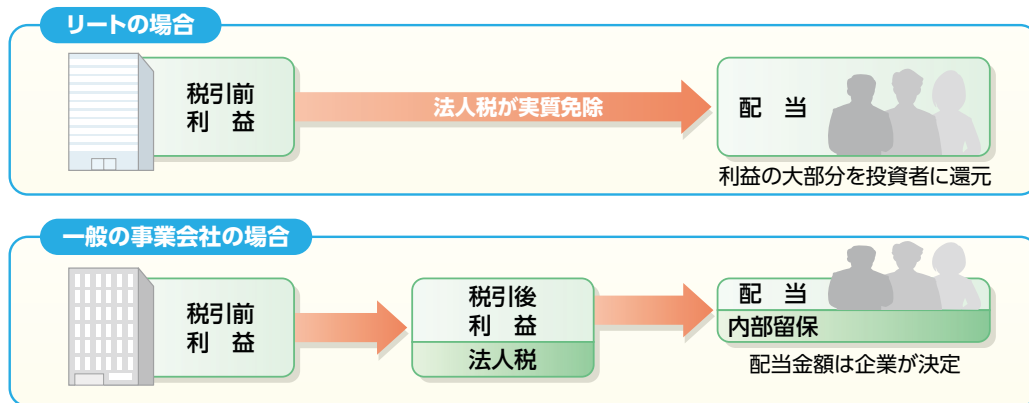 リートの場合
税引前
利　益
法人税が実質免除
配　当
利益の大部分を投資者に還元
一般の事業会社の場合
税引前
利　益
税引後
利　益
法人税
配　当
内部留保
配当金額は企業が決定